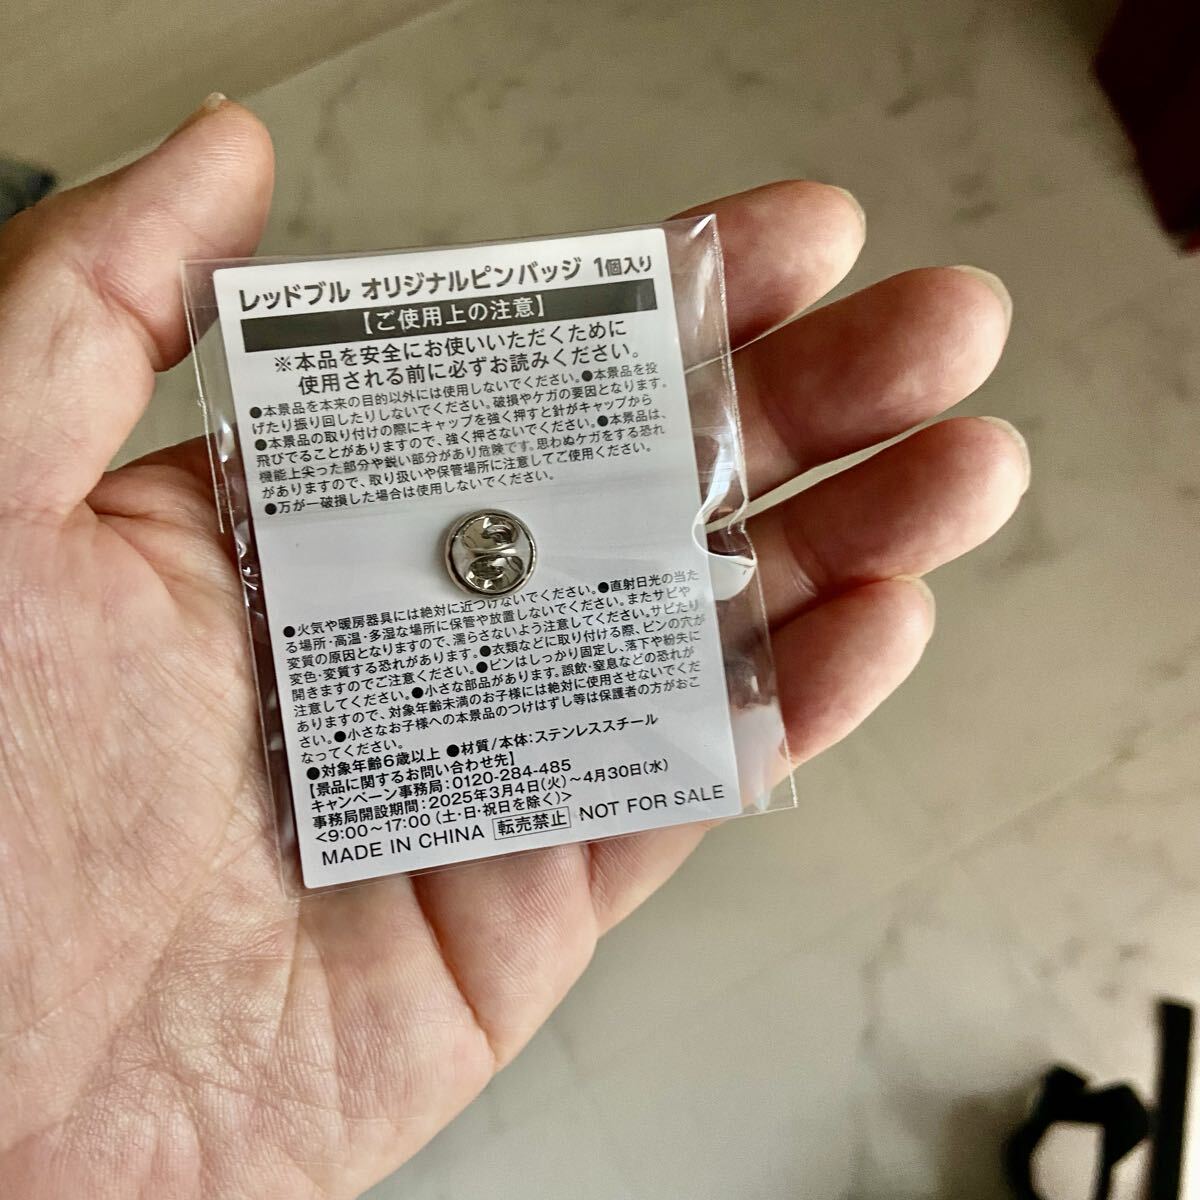 レッドブル オリジナルピンバッジ 1個入り
【ご使用上の注意】
※本品を安全にお使いいただくために
使用される前に必ずお読みください。
●本景品を本来の目的以外には使用しないでください。●本景品を投
げたり振り回したりしないでください。破損やケガの要因となります。
●本景品の取り付けの際にキャップを強く押すと針がキャップから
飛びでることがありますので、強く押さないでください。●本景品は、
機能上尖った部分や鋭い部分があり危険です。思わぬケガをする恐れ
がありますので、取り扱いや保管場所に注意してご使用ください。
●万が一破損した場合は使用しないでください。
●火気や暖房器具には絶対に近づけないでください。●直射日光の当た
る場所・高温・多湿な場所に保管や放置しないでください。またサビや
変質の原因となりますので、濡らさないよう注意してください。サビたり
変色・変質する恐れがあります。●衣類などに取り付ける際、ピンの穴が
開きますのでご注意ください。●ピンはしっかり固定し、落下や紛失に
注意してください。●小さな部品があります。誤飲・窒息などの恐れが
ありますので、対象年齢未満のお子様には絶対に使用させないでくだ
さい。●小さなお子様への本景品のつけはずし等は保護者の方がおこ
なってください。
●対象年齢6歳以上 ●材質/本体：ステンレススチール
【景品に関するお問い合わせ先】
キャンペーン事務局：0120-284-485
事務局開設期間：2025年3月4日(火)～4月30日(水)
<9:00～17:00(土・日・祝日を除く)>
MADE IN CHINA 転売禁止 NOT FOR SALE